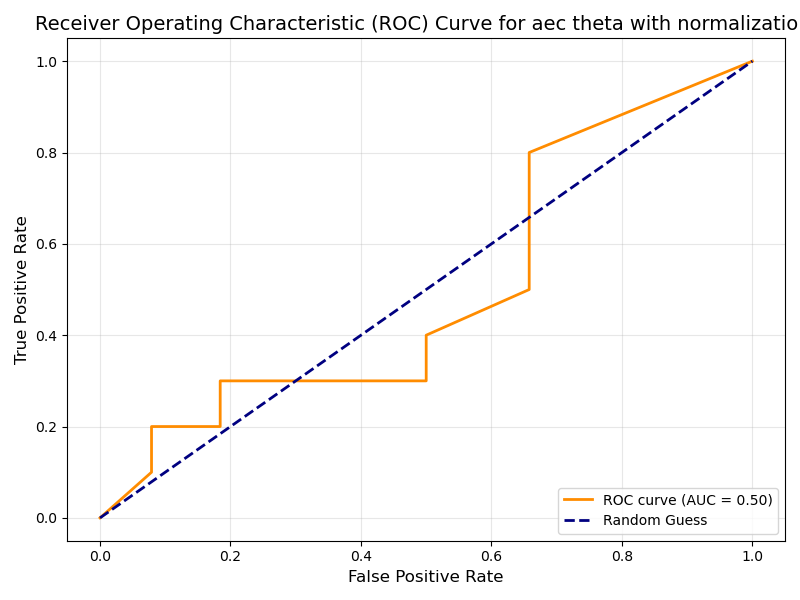 Receiver Operating Characteristic (ROC) Curve for aec theta with normalizatio
1.0
0.8
0.6
0.4
0.2
0.0
True Positive Rate
0.0 0.2 0.4 0.6 0.8 1.0
False Positive Rate
ROC curve (AUC = 0.50)
Random Guess